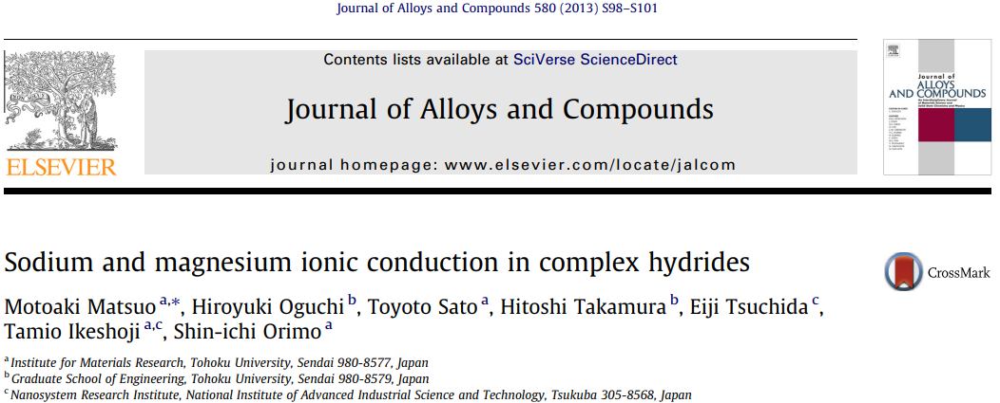 Journal of Alloys and Compounds 580 (2013) S98–S101
Contents lists available at SciVerse ScienceDirect
Journal of Alloys and Compounds
journal homepage: www.elsevier.com/locate/jalcom
ELSEVIER
Journal of
ALLOYS
AND COMPOUNDS
Sodium and magnesium ionic conduction in complex hydrides
CrossMark
Motoaki Matsuo a,*, Hiroyuki Oguchi b, Toyoto Sato a, Hitoshi Takamura b, Eiji Tsuchida c,
Tamio Ikeshoji a,c, Shin-ichi Orimo a
a Institute for Materials Research, Tohoku University, Sendai 980-8577, Japan
b Graduate School of Engineering, Tohoku University, Sendai 980-8579, Japan
c Nanosystem Research Institute, National Institute of Advanced Industrial Science and Technology, Tsukuba 305-8568, Japan